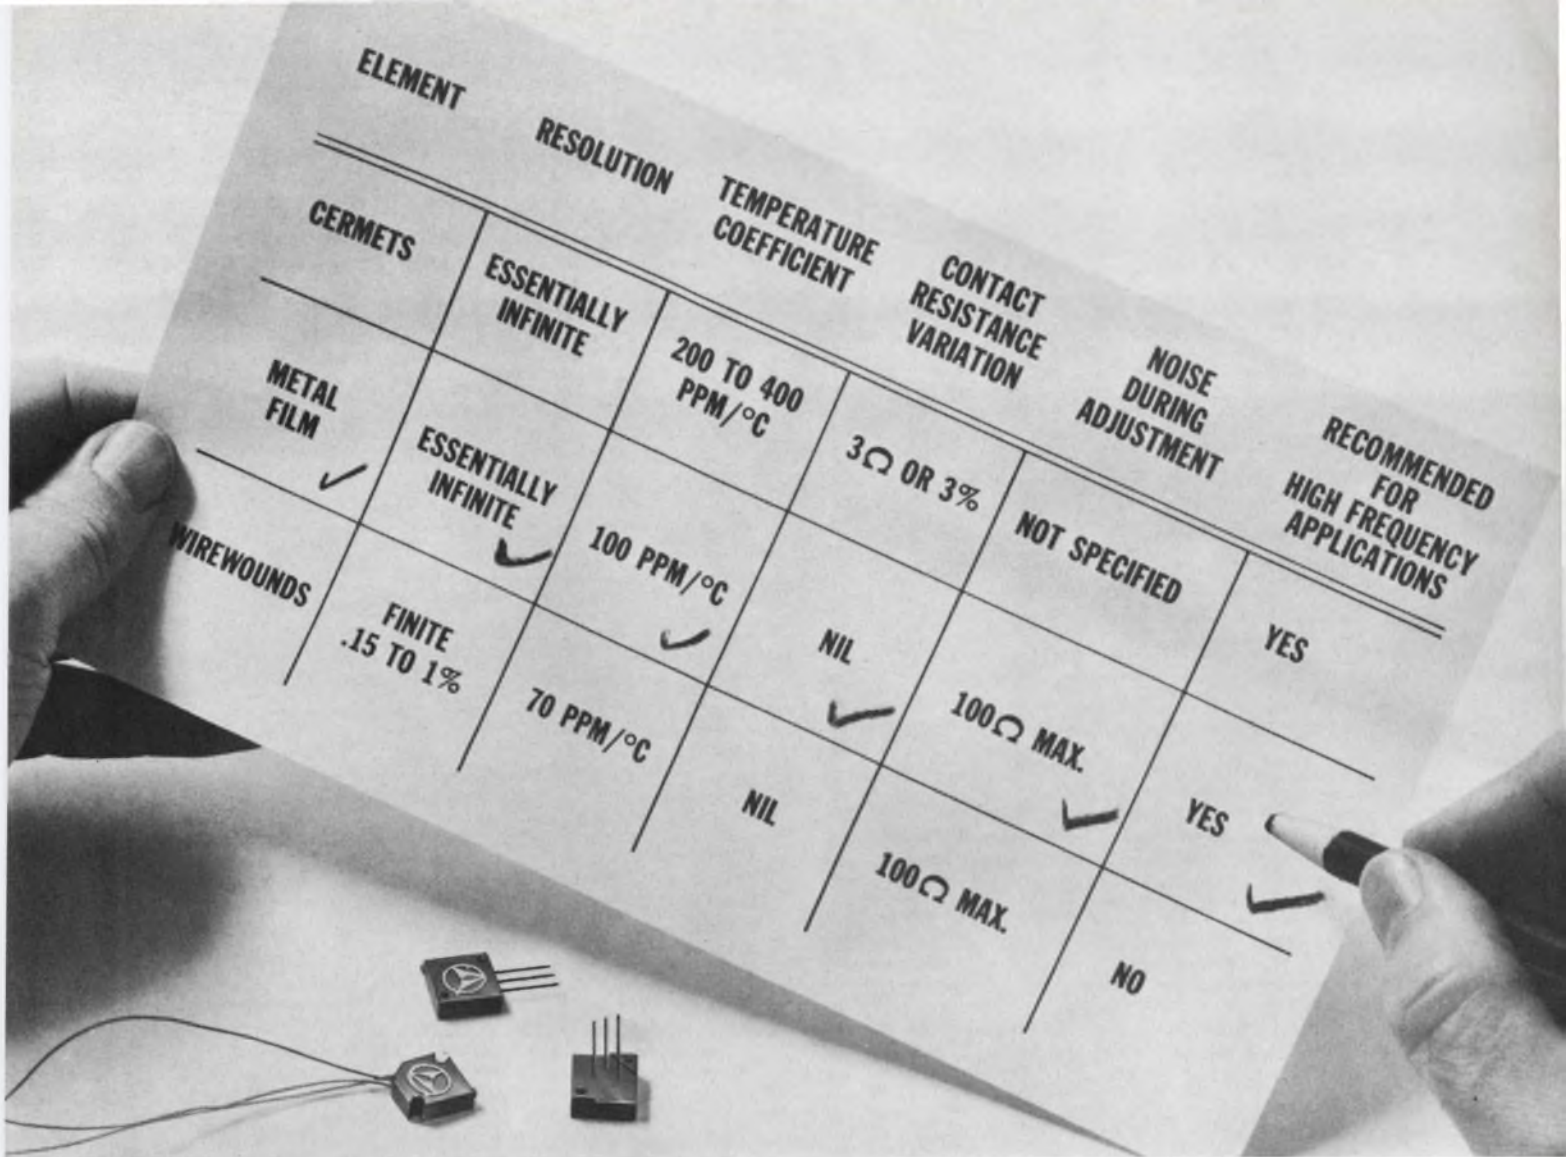 ELEMENT
RESOLUTION
TEMPERATURE
COEFFICIENT
CONTACT
RESISTANCE
VARIATION
NOISE
DURING
ADJUSTMENT
RECOMMENDED
FOR
HIGH FREQUENCY
APPLICATIONS
CERMETS
ESSENTIALLY
INFINITE
200 TO 400
PPM/°C
3Ω OR 3%
NOT SPECIFIED
YES
METAL
FILM
ESSENTIALLY
INFINITE
100 PPM/°C
NIL
100Ω MAX.
YES
WIREWOUNDS
FINITE
.15 TO 1%
70 PPM/°C
NIL
100Ω MAX.
NO